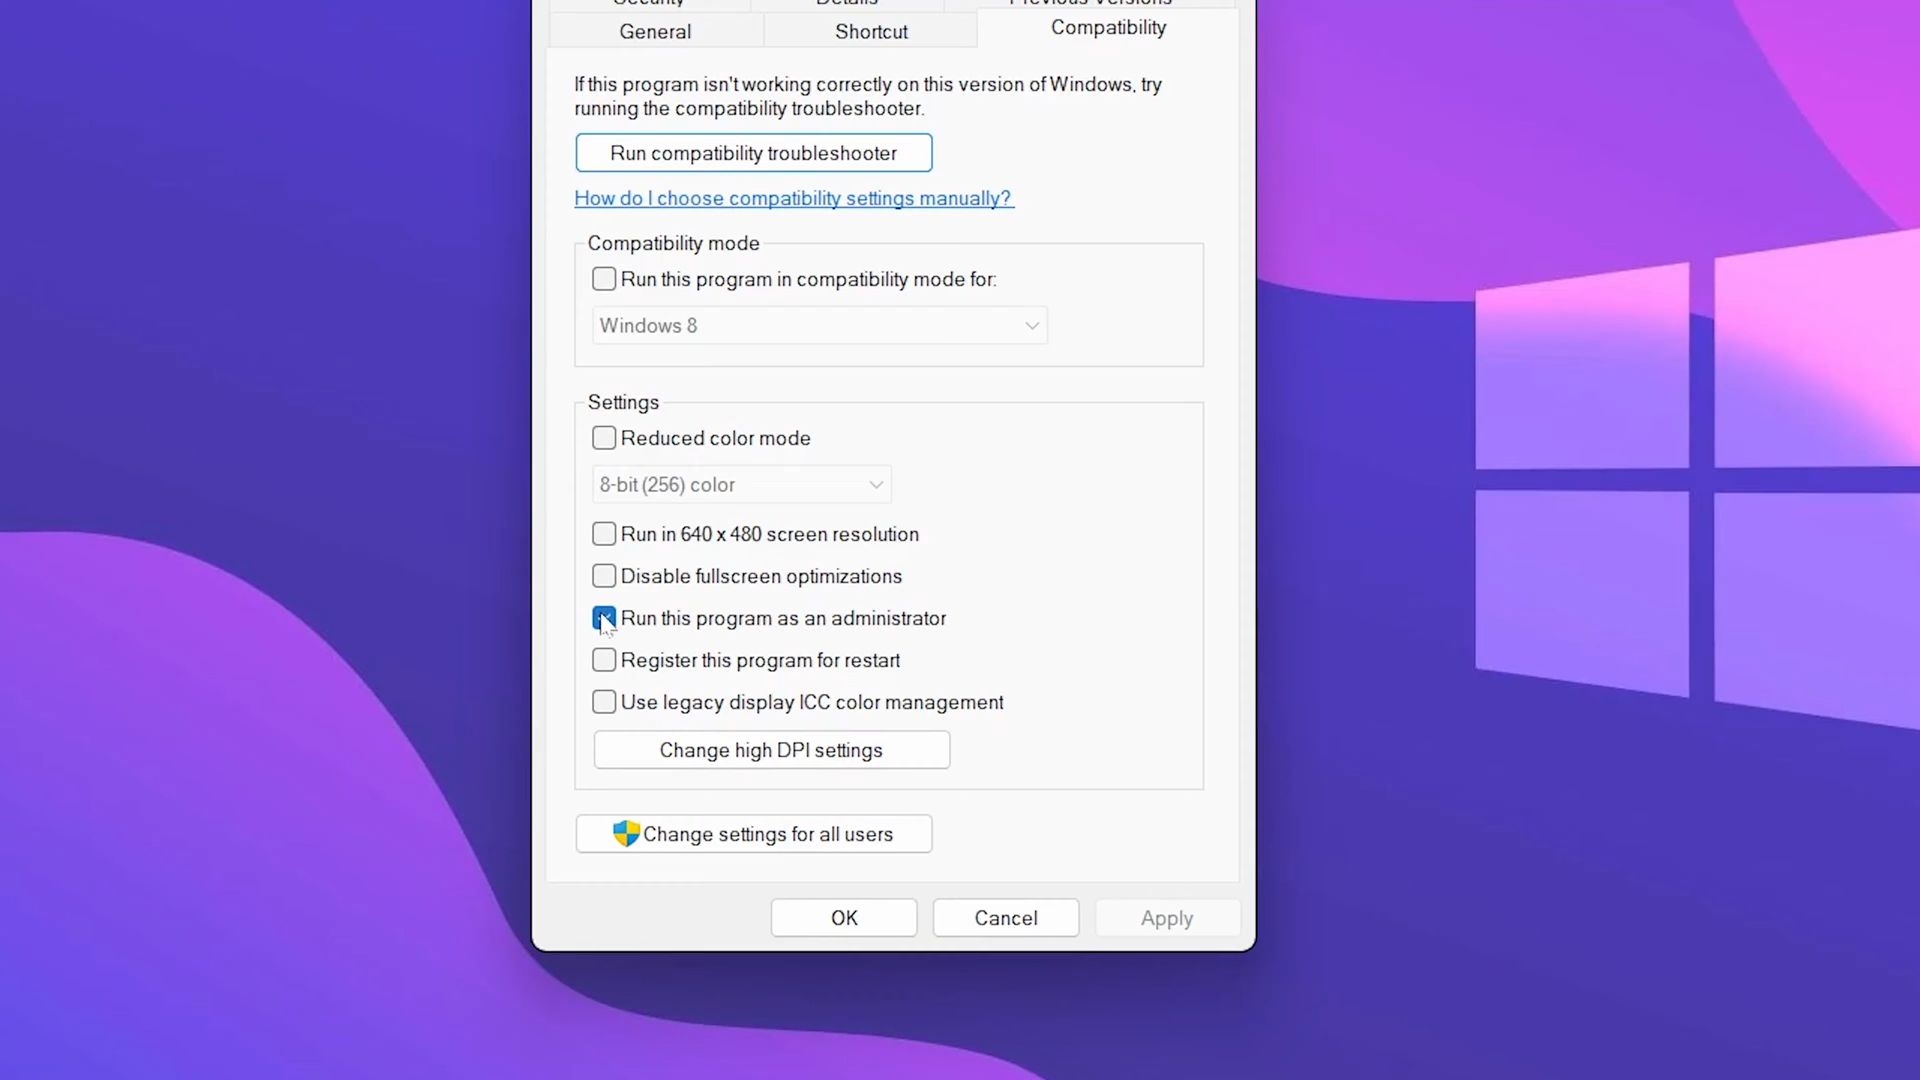 Security Details Previous Versions
General Shortcut Compatibility
If this program isn't working correctly on this version of Windows, try
running the compatibility troubleshooter.
Run compatibility troubleshooter
How do I choose compatibility settings manually?
Compatibility mode
Run this program in compatibility mode for:
Windows 8
Settings
Reduced color mode
8-bit (256) color
Run in 640 x 480 screen resolution
Disable fullscreen optimizations
Run this program as an administrator
Register this program for restart
Use legacy display ICC color management
Change high DPI settings
Change settings for all users
OK Cancel Apply